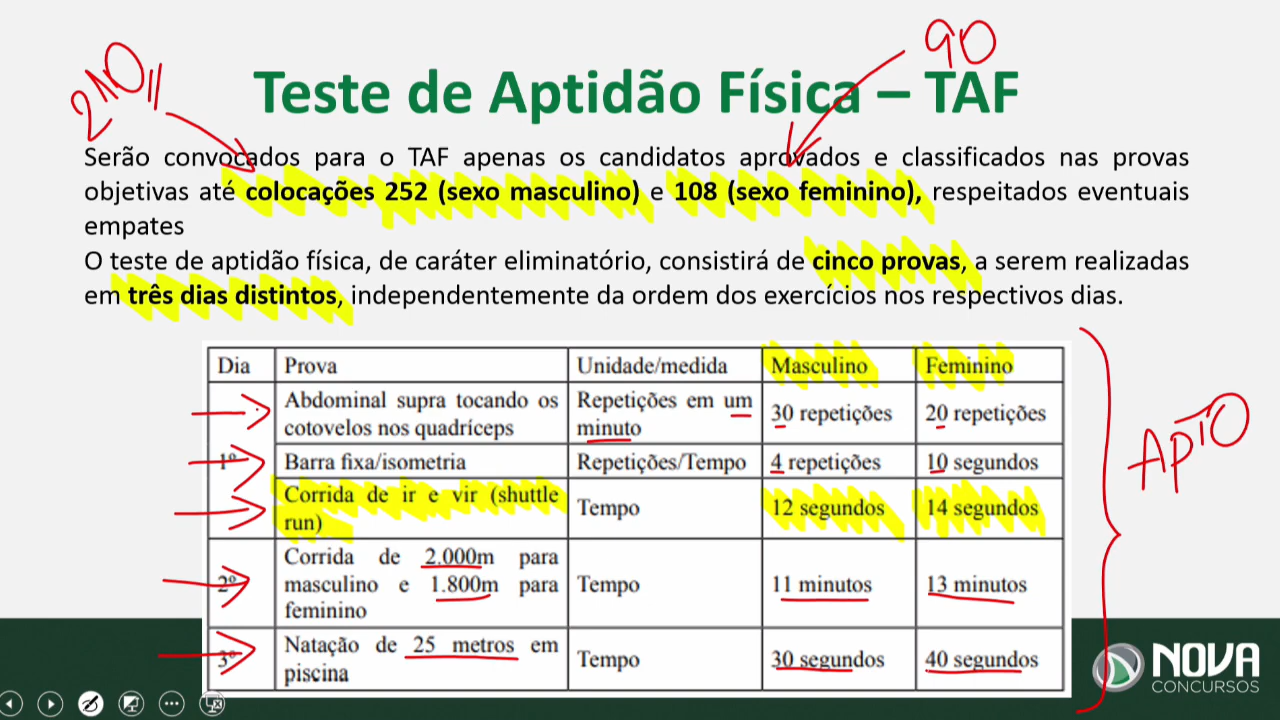 210
90
Teste de Aptidão Física – TAF
Serão convocados para o TAF apenas os candidatos aprovados e classificados nas provas
objetivas até colocações 252 (sexo masculino) e 108 (sexo feminino), respeitados eventuais
empates
O teste de aptidão física, de caráter eliminatório, consistirá de cinco provas, a serem realizadas
em três dias distintos, independentemente da ordem dos exercícios nos respectivos dias.
Dia Prova Unidade/medida Masculino Feminino
Abdominal supra tocando os Repetições em um 30 repetições 20 repetições
cotovelos nos quadríceps minuto
1º Barra fixa/isometria Repetições/Tempo 4 repetições 10 segundos
Corrida de ir e vir (shuttle Tempo 12 segundos 14 segundos
run)
Corrida de 2.000m para
2º masculino e 1.800m para Tempo 11 minutos 13 minutos
feminino
Natação de 25 metros em
3º piscina Tempo 30 segundos 40 segundos
APTO
NOVA
CONCURSOS